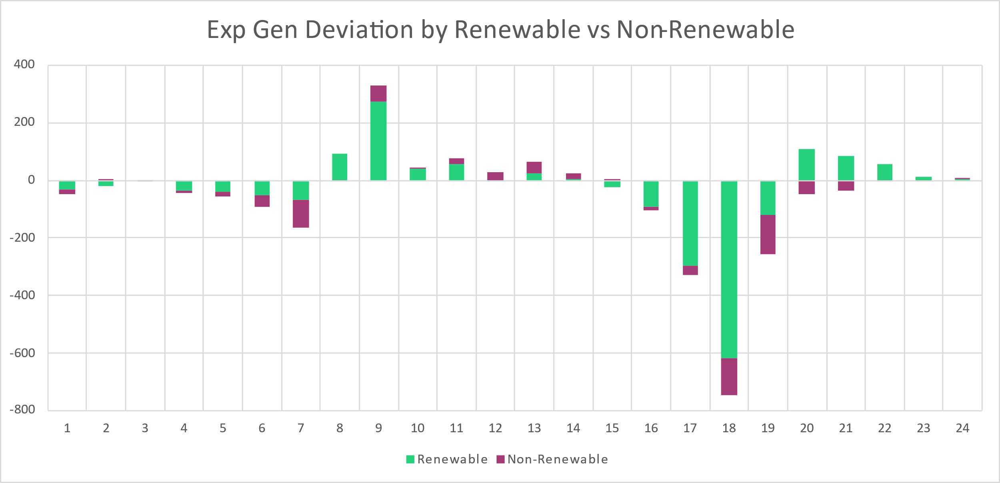 Exp Gen Deviation by Renewable vs Non-Renewable
400
200
0
-200
-400
-600
-800
1 2 3 4 5 6 7 8 9 10 11 12 13 14 15 16 17 18 19 20 21 22 23 24
Renewable Non-Renewable